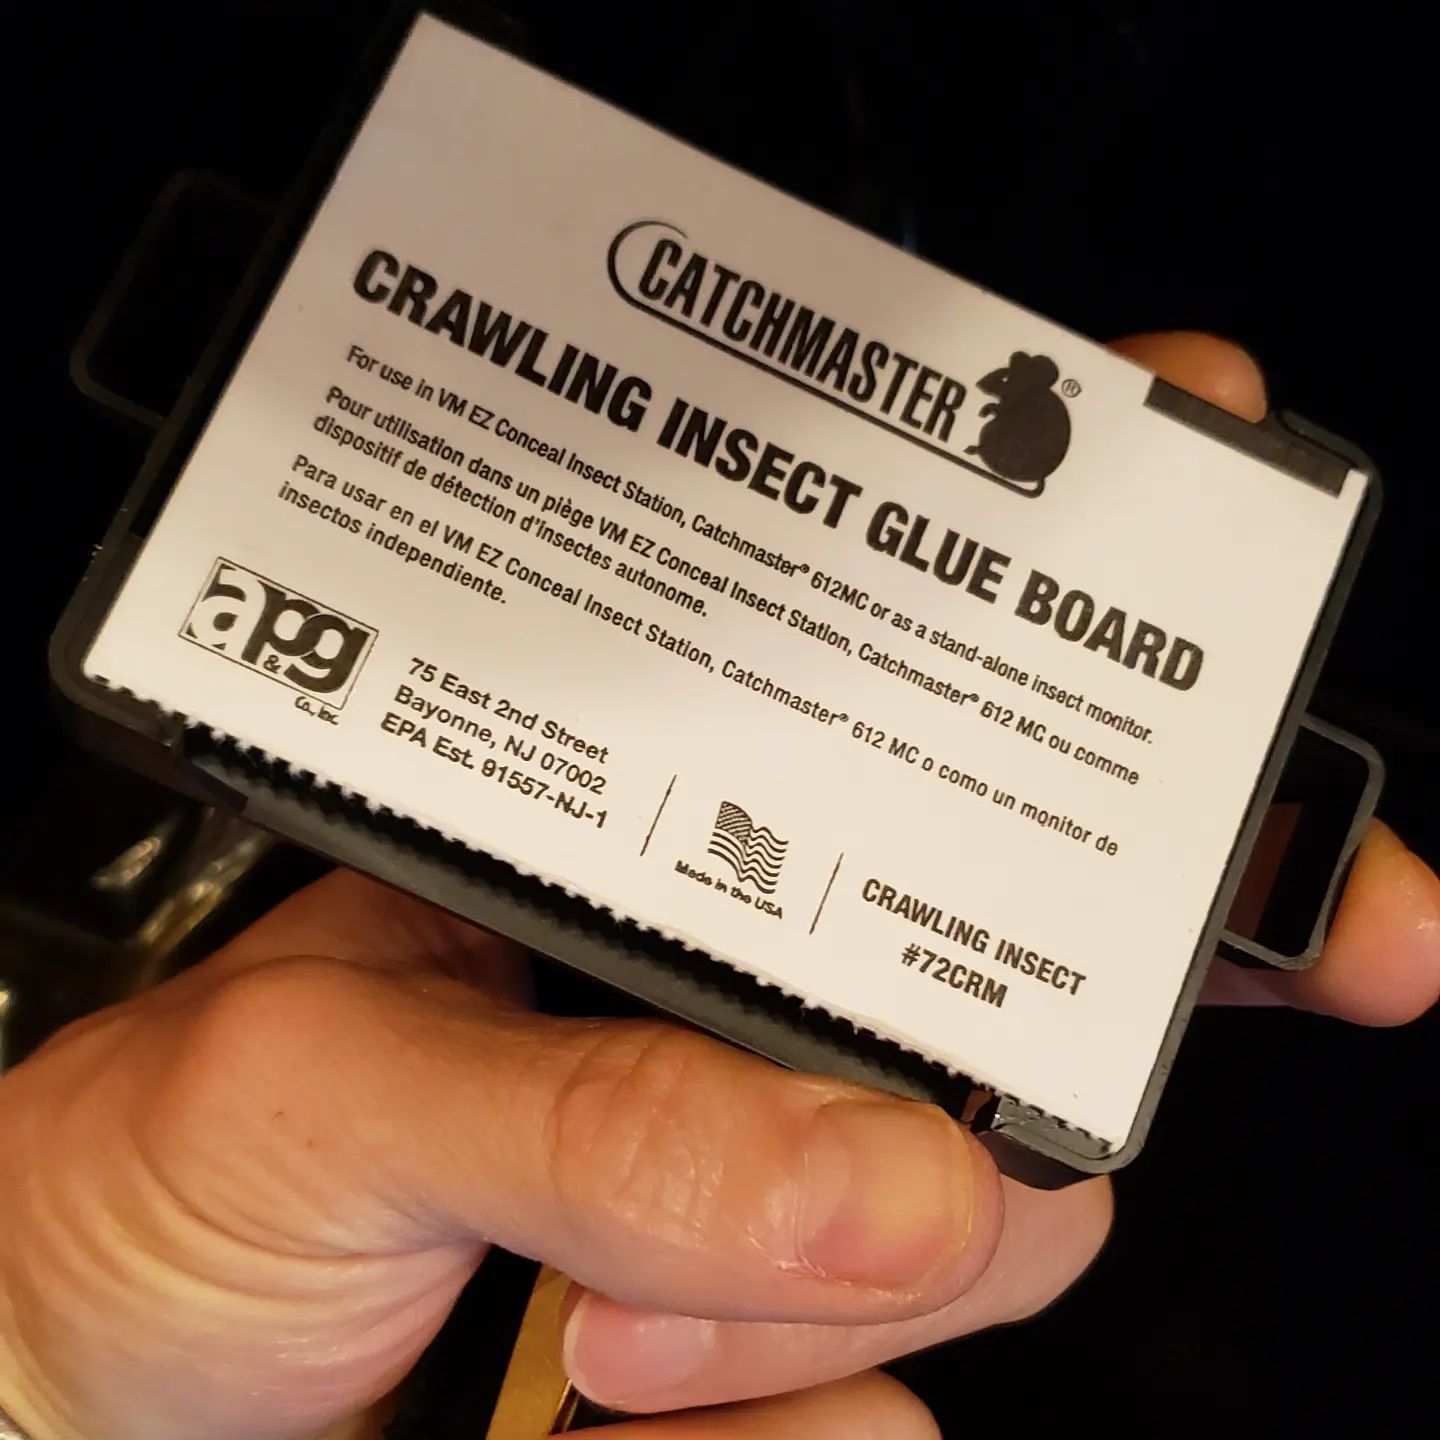 CATCHMASTER®
CRAWLING INSECT GLUE BOARD
For use in VM EZ Conceal Insect Station, Catchmaster® 612MC or as a stand-alone insect monitor.
Pour utilisation dans un piège VM EZ Conceal Insect Station, Catchmaster® 612 MC ou comme
dispositif de détection d'insectes autonome.
Para usar en el VM EZ Conceal Insect Station, Catchmaster® 612 MC o como un monitor de
insectos independiente.
ap&g
Co., Inc.
75 East 2nd Street
Bayonne, NJ 07002
EPA Est. 91557-NJ-1
Made in the USA
CRAWLING INSECT
#72CRM